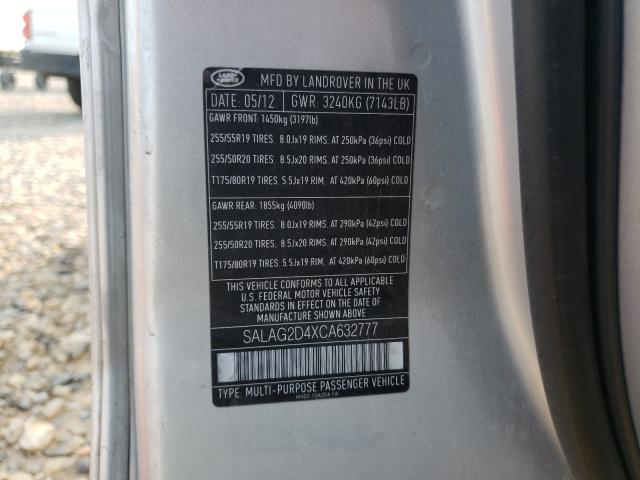 LAND ROVER
MFD BY LANDROVER IN THE UK
DATE: 05/12 GWR: 3240KG (7143LB)
GAWR FRONT: 1450kg (3197lb)
255/55R19 TIRES. 8.0Jx19 RIMS. AT 250kPa (36psi) COLD
255/50R20 TIRES. 8.5Jx20 RIMS. AT 250kPa (36psi) COLD
T175/80R19 TIRES. 5.5Jx19 RIM. AT 420kPa (60psi) COLD
GAWR REAR: 1855kg (4090lb)
255/55R19 TIRES. 8.0Jx19 RIMS. AT 290kPa (42psi) COLD
255/50R20 TIRES. 8.5Jx20 RIMS. AT 290kPa (42psi) COLD
T175/80R19 TIRES. 5.5Jx19 RIM. AT 420kPa (60psi) COLD
THIS VEHICLE CONFORMS TO ALL APPLICABLE
U.S. FEDERAL MOTOR VEHICLE SAFETY
STANDARDS IN EFFECT ON THE DATE OF
MANUFACTURE SHOWN ABOVE
SALAG2D4XCA632777
TYPE: MULTI-PURPOSE PASSENGER VEHICLE